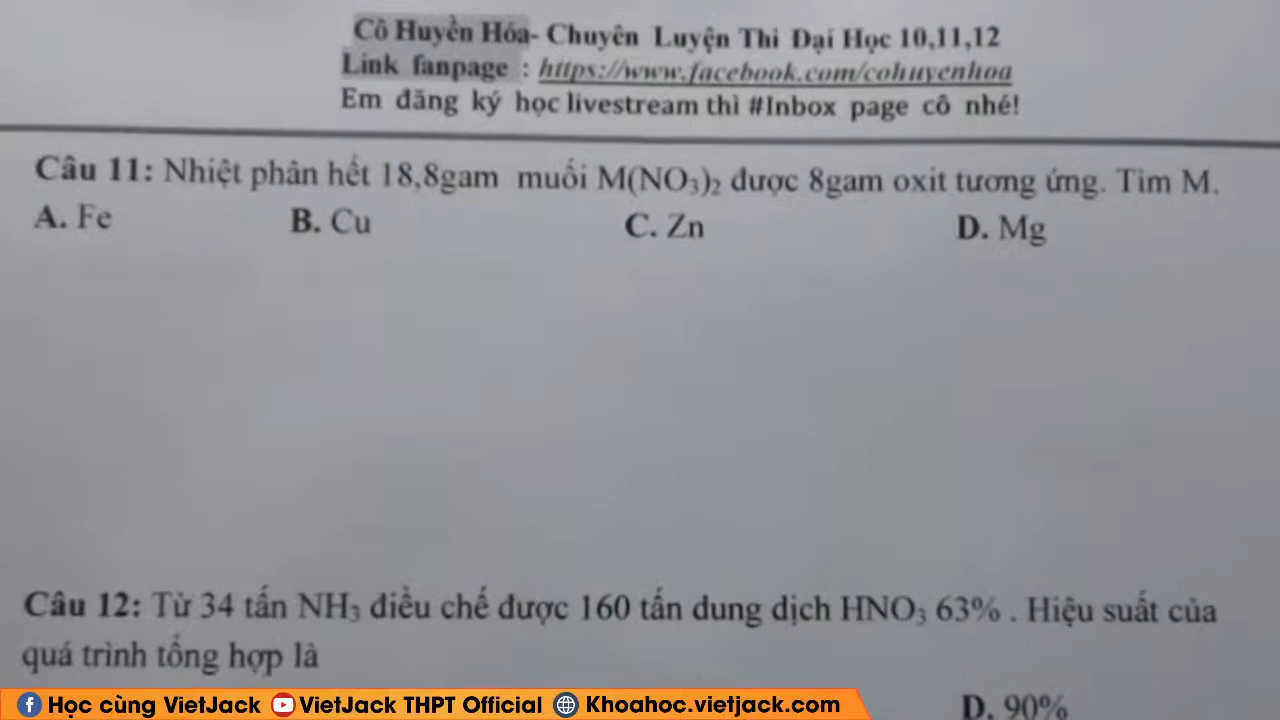 Cô Huyền Hóa- Chuyên Luyện Thi Đại Học 10,11,12
Link fanpage : https://www.facebook.com/cohuyenhoa
Em đăng ký học livestream thì #Inbox page cô nhé!
Câu 11: Nhiệt phân hết 18,8gam muối M(NO₃)₂ được 8gam oxit tương ứng. Tìm M.
A. Fe B. Cu C. Zn D. Mg
Câu 12: Từ 34 tấn NH₃ điều chế được 160 tấn dung dịch HNO₃ 63% . Hiệu suất của
quá trình tổng hợp là
D. 90%
Học cùng VietJack VietJack THPT Official Khoahoc.vietjack.com